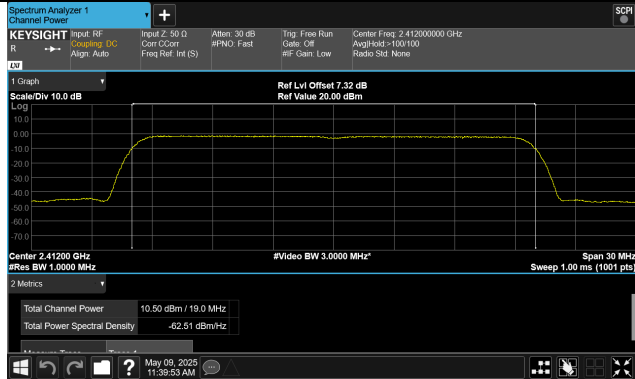 Spectrum Analyzer 1
Channel Power
SCPI
KEYSIGHT
R
LXI
Input: RF
Coupling: DC
Align: Auto
Input Z: 50 Ω
Corr CCorr
Freq Ref: Int (S)
Atten: 30 dB
#PNO: Fast
Trig: Free Run
Gate: Off
#IF Gain: Low
Center Freq: 2.412000000 GHz
Avg|Hold:>100/100
Radio Std: None
1 Graph
Scale/Div 10.0 dB
Ref Lvl Offset 7.32 dB
Ref Value 20.00 dBm
Log
10.0
0.00
-10.0
-20.0
-30.0
-40.0
-50.0
-60.0
-70.0
Center 2.41200 GHz
#Video BW 3.0000 MHz*
Span 30 MHz
#Res BW 1.0000 MHz
Sweep 1.00 ms (1001 pts)
2 Metrics
Total Channel Power 10.50 dBm / 19.0 MHz
Total Power Spectral Density -62.51 dBm/Hz
May 09, 2025
11:39:53 AM